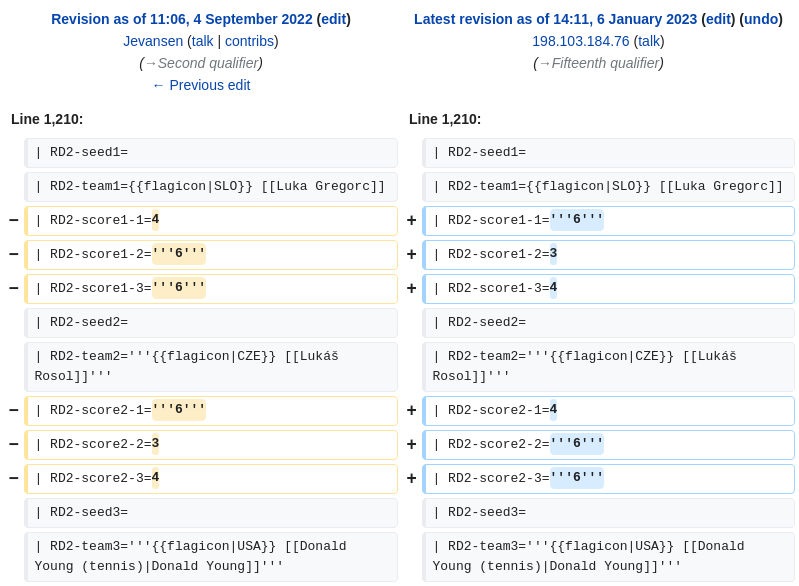 Revision as of 11:06, 4 September 2022 (edit)
Jevansen (talk | contribs)
(→Second qualifier)
← Previous edit
Latest revision as of 14:11, 6 January 2023 (edit) (undo)
198.103.184.76 (talk)
(→Fifteenth qualifier)
Line 1,210:
Line 1,210:
| RD2-seed1=
| RD2-seed1=
| RD2-team1={{flagicon|SLO}} [[Luka Gregorc]]
| RD2-team1={{flagicon|SLO}} [[Luka Gregorc]]
− | RD2-score1-1=4
+ | RD2-score1-1='''6'''
− | RD2-score1-2='''6'''
+ | RD2-score1-2=3
− | RD2-score1-3='''6'''
+ | RD2-score1-3=4
| RD2-seed2=
| RD2-seed2=
| RD2-team2='''{{flagicon|CZE}} [[Lukáš
Rosol]]'''
| RD2-team2='''{{flagicon|CZE}} [[Lukáš
Rosol]]'''
− | RD2-score2-1='''6'''
+ | RD2-score2-1=4
− | RD2-score2-2=3
+ | RD2-score2-2='''6'''
− | RD2-score2-3=4
+ | RD2-score2-3='''6'''
| RD2-seed3=
| RD2-seed3=
| RD2-team3='''{{flagicon|USA}} [[Donald
Young (tennis)|Donald Young]]'''
| RD2-team3='''{{flagicon|USA}} [[Donald
Young (tennis)|Donald Young]]'''